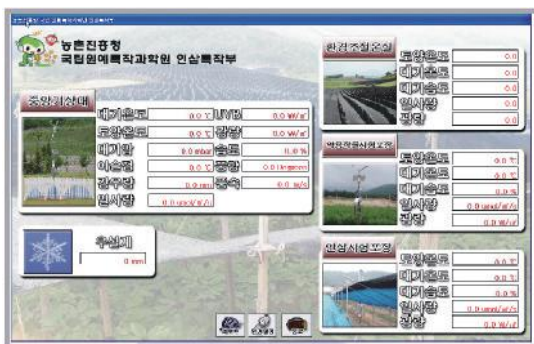 농촌진흥청
국립원예특작과학원 인삼특작부
중앙기상대
대기온도 0.0 ℃ UVB 0.0 W/㎡
토양온도 0.0 ℃ 광량 0.0 W/㎡
대기압 0.0 mbar 습도 0.0 %
이슬점 0.0 ℃ 풍향 0.0 Degrees
강우량 0.0 mm 풍속 0.0 M/s
일사량 0.0 umol/㎡/s
우설계
0 mm
환경조절온실
토양온도 0.0
대기온도 0.0
대기습도 0.0
일사량 0.0
광량 0.0
약용작물시험포장
토양온도 0.0 ℃
대기온도 0.0 ℃
대기습도 0.0 %
일사량 0.0 umol/㎡/s
광량 0.0 W/㎡
인삼시험포장
토양온도 0.0 ℃
대기온도 0.0 ℃
대기습도 0.0 %
일사량 0.0 umol/㎡/s
광량 0.0 W/㎡